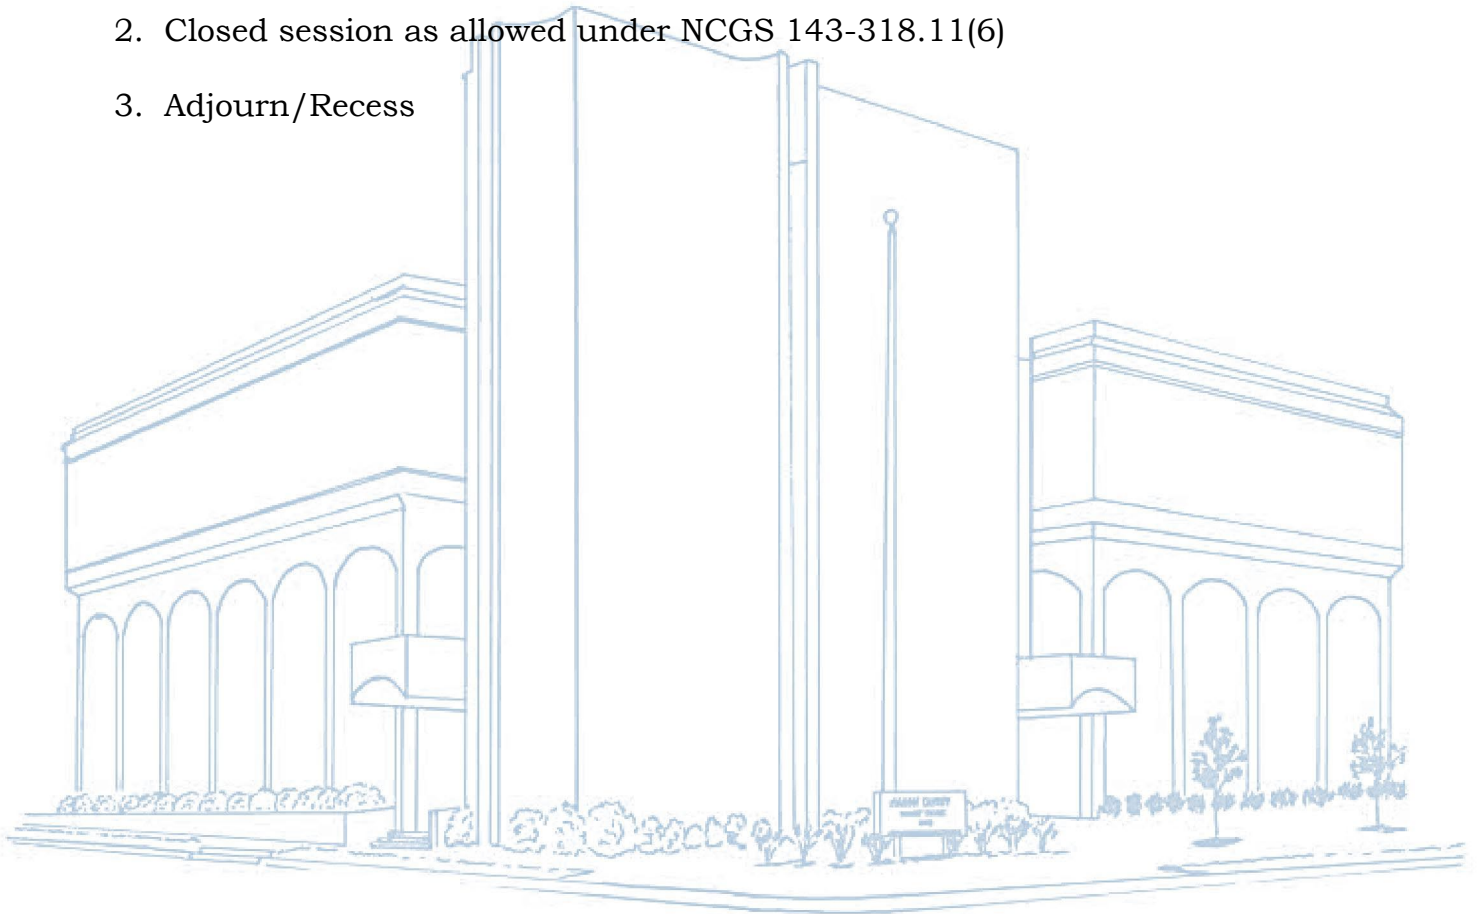 2. Closed session as allowed under NCGS 143-318.11(6)
3. Adjourn/Recess